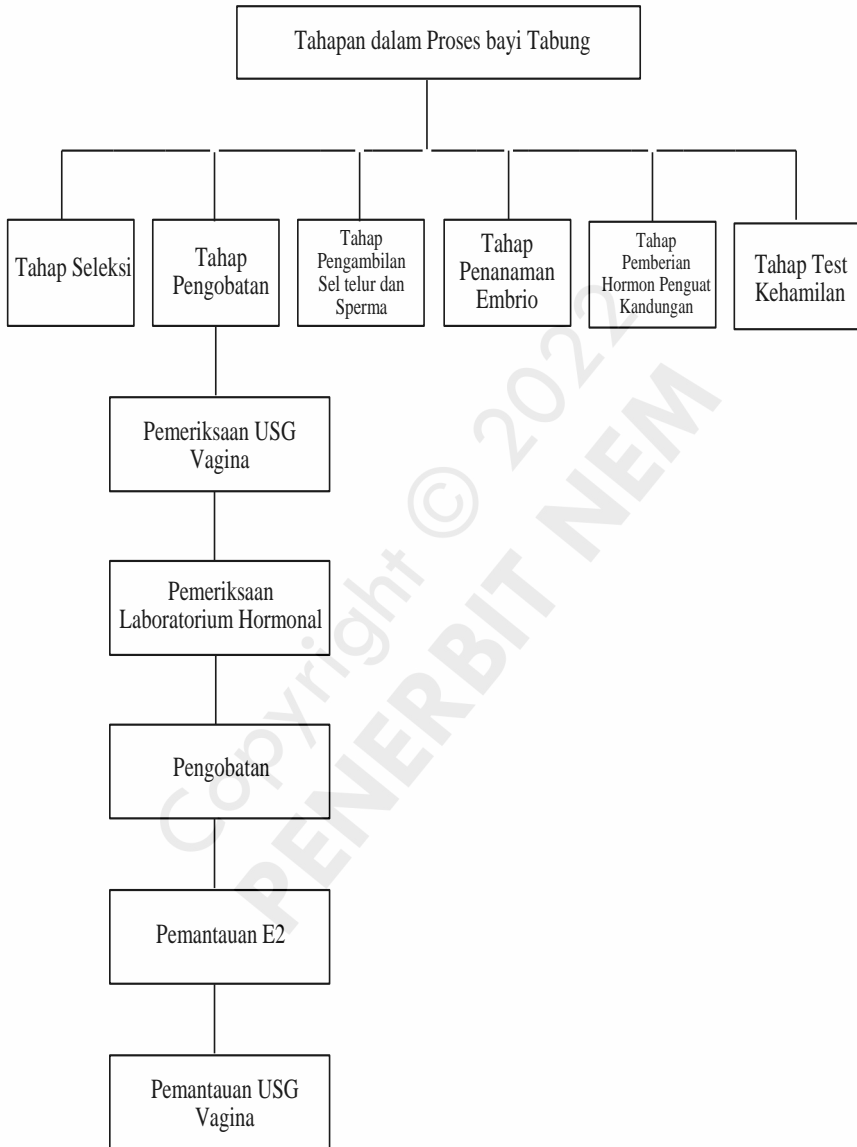 Tahapan dalam Proses bayi Tabung
Tahap Seleksi
Tahap
Pengobatan
Tahap
Pengambilan
Sel telur dan
Sperma
Tahap
Penanaman
Embrio
Tahap
Pemberian
Hormon Penguat
Kandungan
Tahap Test
Kehamilan
Pemeriksaan USG
Vagina
Pemeriksaan
Laboratorium Hormonal
Pengobatan
Pemantauan E2
Pemantauan USG
Vagina
Copyright © 2022
PENERBIT NEM